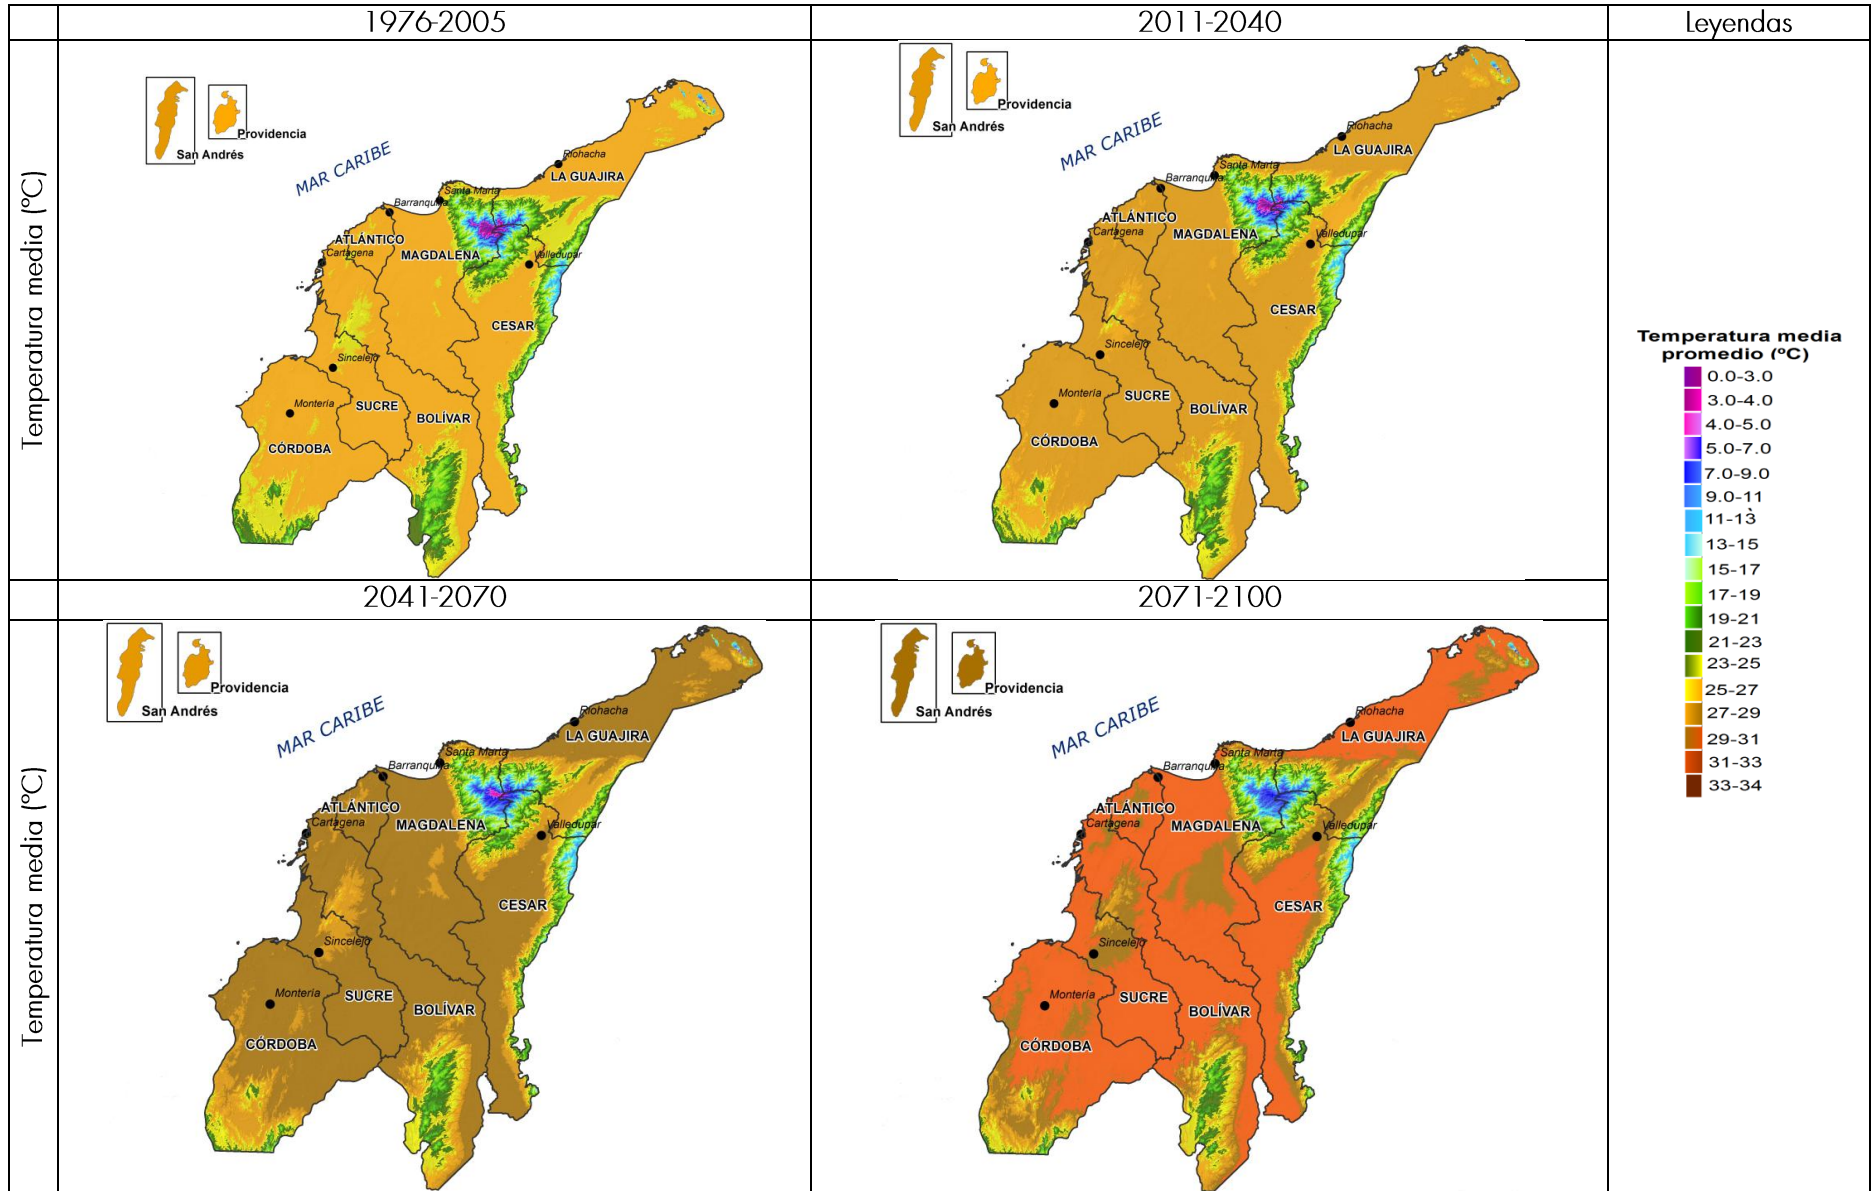 1976-2005
2011-2040
Leyendas
Temperatura media (ºC)
Providencia
San Andrés
MAR CARIBE
Riohacha
LA GUAJIRA
Santa Marta
Barranquilla
ATLÁNTICO
Cartagena
MAGDALENA
Valledupar
CESAR
Sincelejo
Montería
SUCRE
BOLÍVAR
CÓRDOBA
Providencia
San Andrés
MAR CARIBE
Riohacha
LA GUAJIRA
Santa Marta
Barranquilla
ATLÁNTICO
Cartagena
MAGDALENA
Valledupar
CESAR
Sincelejo
Montería
SUCRE
BOLÍVAR
CÓRDOBA
Temperatura media
promedio (ºC)
0.0-3.0
3.0-4.0
4.0-5.0
5.0-7.0
7.0-9.0
9.0-11
11-13
13-15
15-17
17-19
19-21
21-23
23-25
25-27
27-29
29-31
31-33
33-34
2041-2070
2071-2100
Temperatura media (ºC)
Providencia
San Andrés
MAR CARIBE
Riohacha
LA GUAJIRA
Santa Marta
Barranquilla
ATLÁNTICO
Cartagena
MAGDALENA
Valledupar
CESAR
Sincelejo
Montería
SUCRE
BOLÍVAR
CÓRDOBA
Providencia
San Andrés
MAR CARIBE
Riohacha
LA GUAJIRA
Santa Marta
Barranquilla
ATLÁNTICO
Cartagena
MAGDALENA
Valledupar
CESAR
Sincelejo
Montería
SUCRE
BOLÍVAR
CÓRDOBA